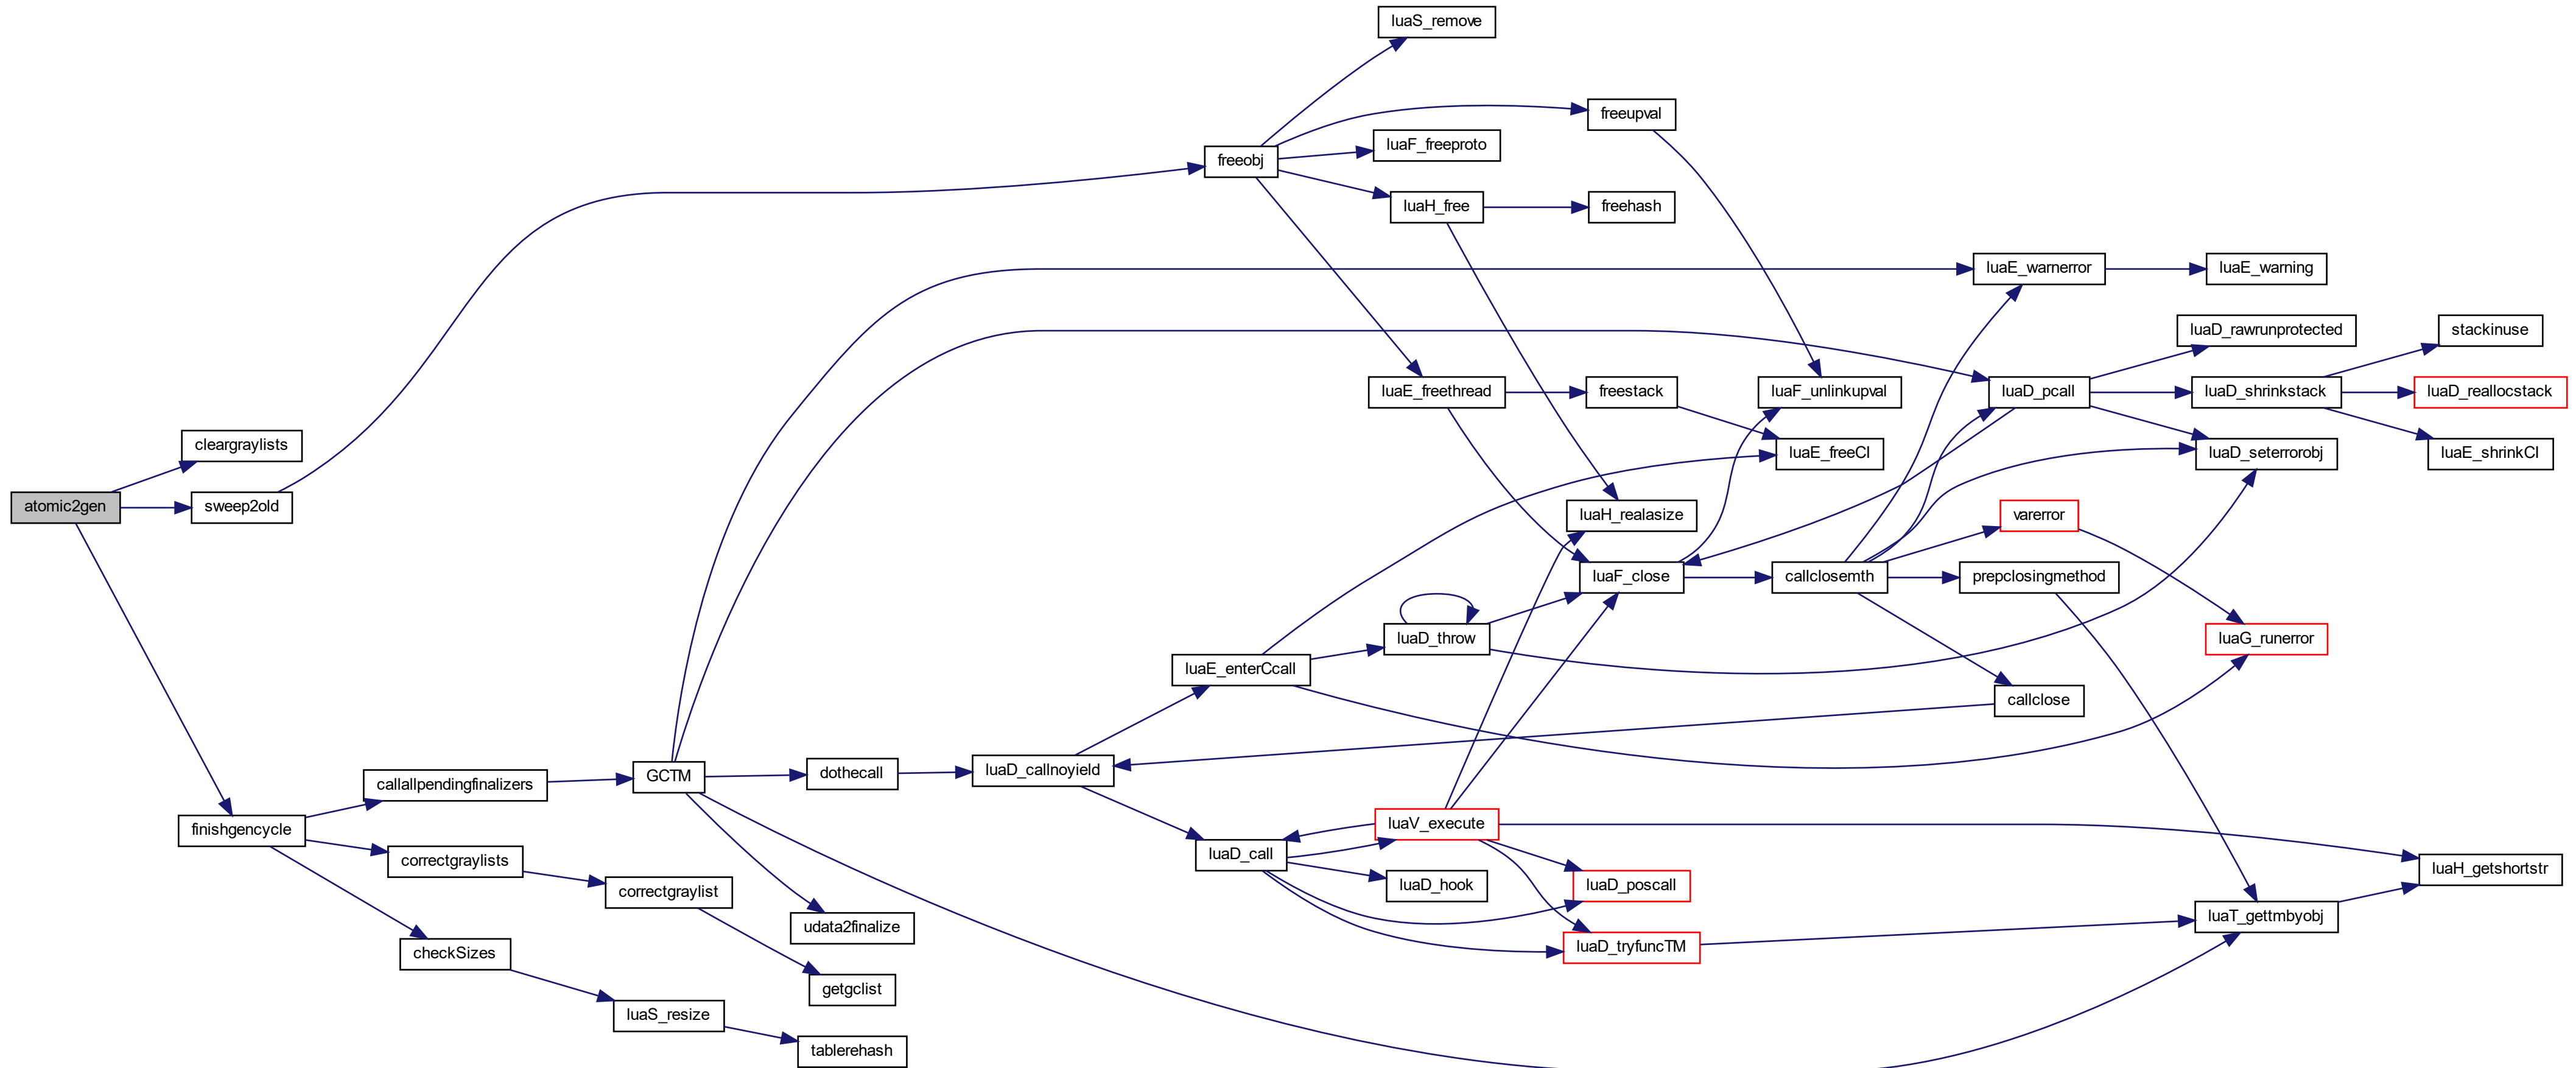 luaS_remove
freeupval
luaF_freeproto
freeobj
luaH_free
freehash
luaE_warnerror
luaE_warning
luaD_rawrunprotected
stackinuse
luaE_freethread
freestack
luaF_unlinkupval
luaD_pcall
luaD_shrinkstack
luaD_reallocstack
cleargraylists
luaE_freeCI
luaD_seterrorobj
luaE_shrinkCI
atomic2gen
sweep2old
luaH_realasize
varerror
luaF_close
callclosemth
prepclosingmethod
luaD_throw
luaG_runerror
luaE_enterCcall
callclose
callallpendingfinalizers
GCTM
dothecall
luaD_callnoyield
finishgencycle
luaV_execute
correctgraylists
luaD_call
luaH_getshortstr
correctgraylist
luaD_hook
luaD_poscall
udata2finalize
luaT_gettmbyobj
checkSizes
luaD_tryfuncTM
getgclist
luaS_resize
tablerehash